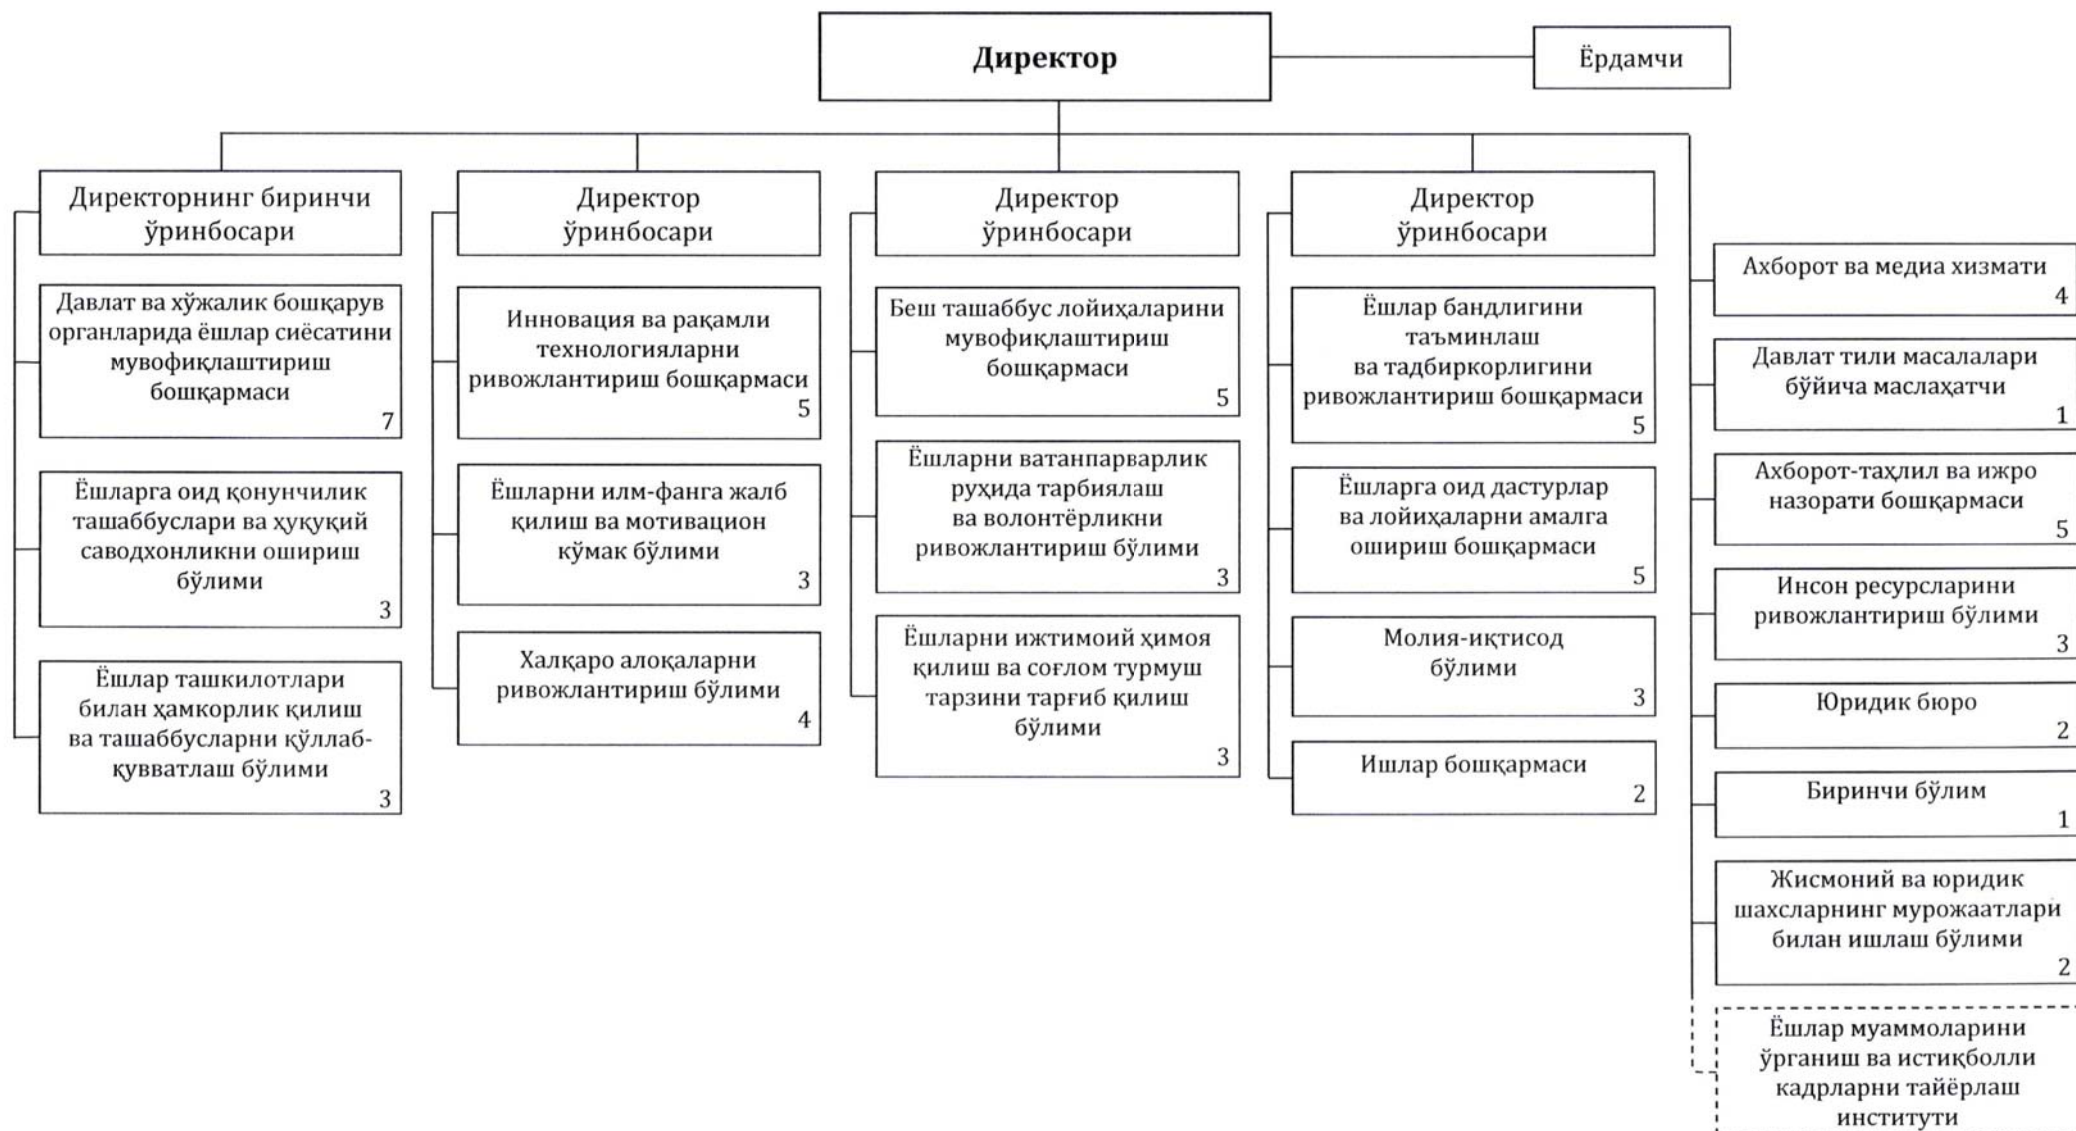 Директор
Ёрдамчи
Директорнинг биринчи
ўринбосари
Давлат ва хўжалик бошқарув
органларида ёшлар сиёсатини
мувофиқлаштириш
бошқармаси
7
Ёшларга оид қонунчилик
ташаббуслари ва ҳуқуқий
саводхонликни ошириш
бўлими
3
Ёшлар ташкилотлари
билан ҳамкорлик қилиш
ва ташаббусларни қўллаб-
қувватлаш бўлими
3
Директор
ўринбосари
Инновация ва рақамли
технологияларни
ривожлантириш бошқармаси
5
Ёшларни илм-фанга жалб
қилиш ва мотивацион
кўмак бўлими
3
Халқаро алоқаларни
ривожлантириш бўлими
4
Директор
ўринбосари
Беш ташаббус лойиҳаларини
мувофиқлаштириш
бошқармаси
5
Ёшларни ватанпарварлик
руҳида тарбиялаш
ва волонтёрликни
ривожлантириш бўлими
3
Ёшларни ижтимоий ҳимоя
қилиш ва соғлом турмуш
тарзини тарғиб қилиш
бўлими
3
Директор
ўринбосари
Ёшлар бандлигини
таъминлаш
ва тадбиркорлигини
ривожлантириш бошқармаси
5
Ёшларга оид дастурлар
ва лойиҳаларни амалга
ошириш бошқармаси
5
Молия-иқтисод
бўлими
3
Ишлар бошқармаси
2
Ахборот ва медиа хизмати
4
Давлат тили масалалари
бўйича маслаҳатчи
1
Ахборот-таҳлил ва ижро
назорати бошқармаси
5
Инсон ресурсларини
ривожлантириш бўлими
3
Юридик бюро
2
Биринчи бўлим
1
Жисмоний ва юридик
шахсларнинг мурожаатлари
билан ишлаш бўлими
2
Ёшлар муаммоларини
ўрганиш ва истиқболли
кадрларни тайёрлаш
институти